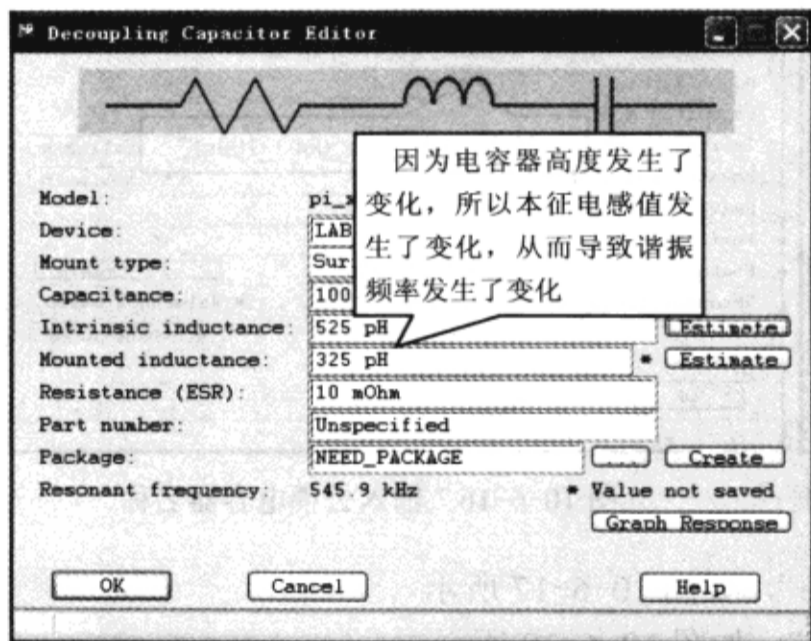 Decoupling Capacitor Editor
因为电容器高度发生了
变化，所以本征电感值发
生了变化，从而导致谐振
频率发生了变化
Model: pi_x
Device: LAB
Mount type: Sur
Capacitance: 100
Intrinsic inductance: 525 pH Estimate
Mounted inductance: 325 pH * Estimate
Resistance (ESR): 10 mOhm
Part number: Unspecified
Package: NEED_PACKAGE ... Create
Resonant frequency: 545.9 kHz * Value not saved
Graph Response
OK Cancel Help